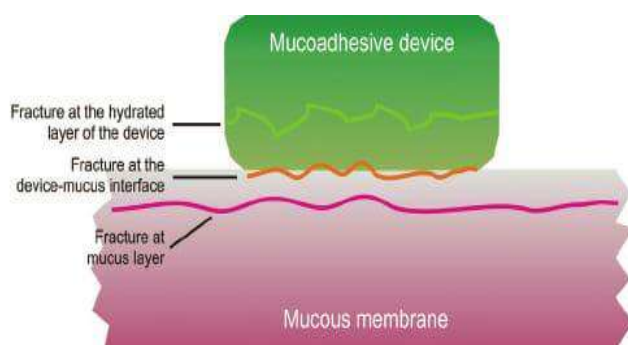 Mucoadhesive device
Fracture at the hydrated
layer of the device
Fracture at the
device-mucus interface
Fracture at
mucus layer
Mucous membrane